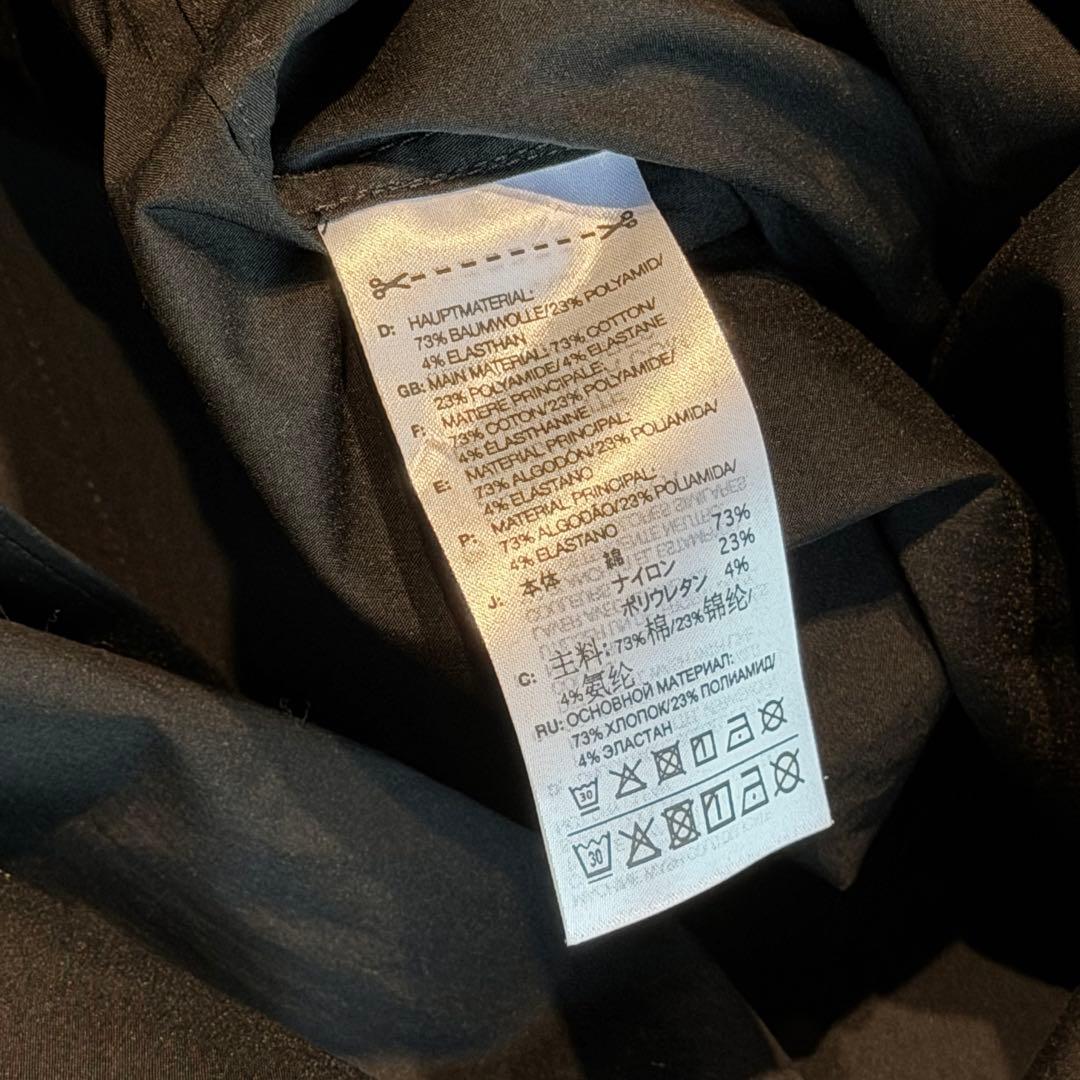 D: HAUPTMATERIAL:
73% BAUMWOLLE/23% POLYAMID/
4% ELASTHAN
GB: MAIN MATERIAL: 73% COTTON/
23% POLYAMIDE/4% ELASTANE
F: MATIERE PRINCIPALE:
73% COTON/23% POLYAMIDE/
4% ELASTHANNE
E: MATERIAL PRINCIPAL:
73% ALGODÓN/23% POLIAMIDA/
4% ELASTANO
P: MATERIAL PRINCIPAL:
73% ALGODÃO/23% POLIAMIDA/
4% ELASTANO
J: 本体 綿 73%
ナイロン 23%
ポリウレタン 4%
C: 主料: 73%棉/23%锦纶/
4%氨纶
RU: ОСНОВНОЙ МАТЕРИАЛ:
73% ХЛОПОК/23% ПОЛИАМИД/
4% ЭЛАСТАН
30
30